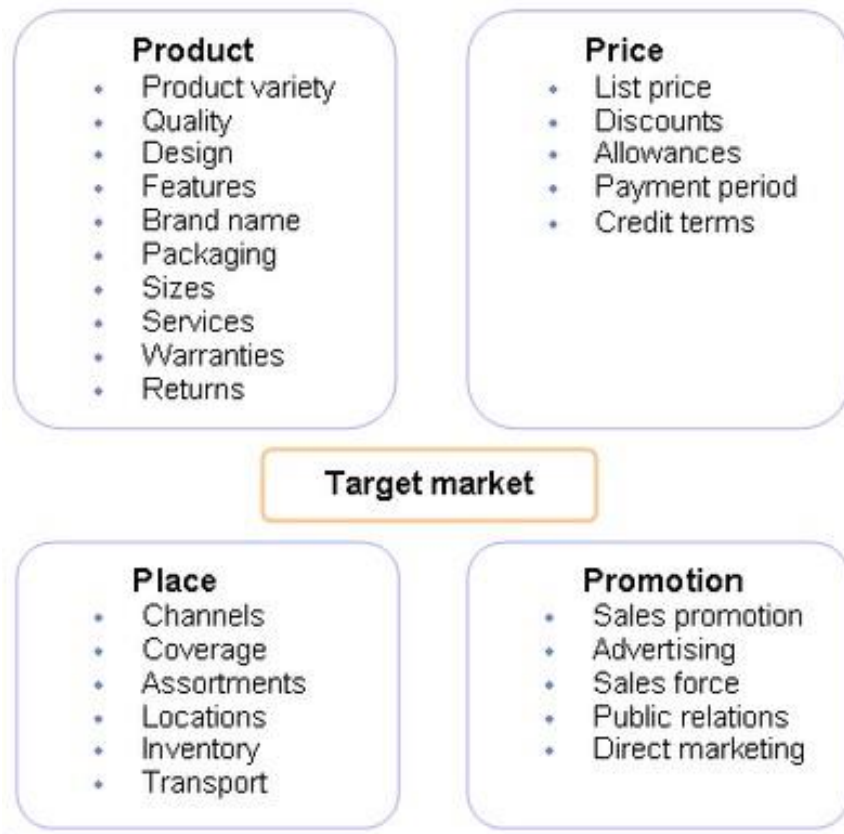 Product
Product variety
Quality
Design
Features
Brand name
Packaging
Sizes
Services
Warranties
Returns
Price
List price
Discounts
Allowances
Payment period
Credit terms
Target market
Place
Channels
Coverage
Assortments
Locations
Inventory
Transport
Promotion
Sales promotion
Advertising
Sales force
Public relations
Direct marketing